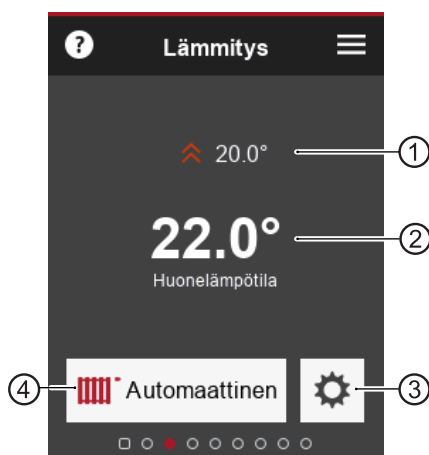 ?
Lämmitys
20.0°
1
22.0°
2
Huonelämpötila
4
Automaattinen
3